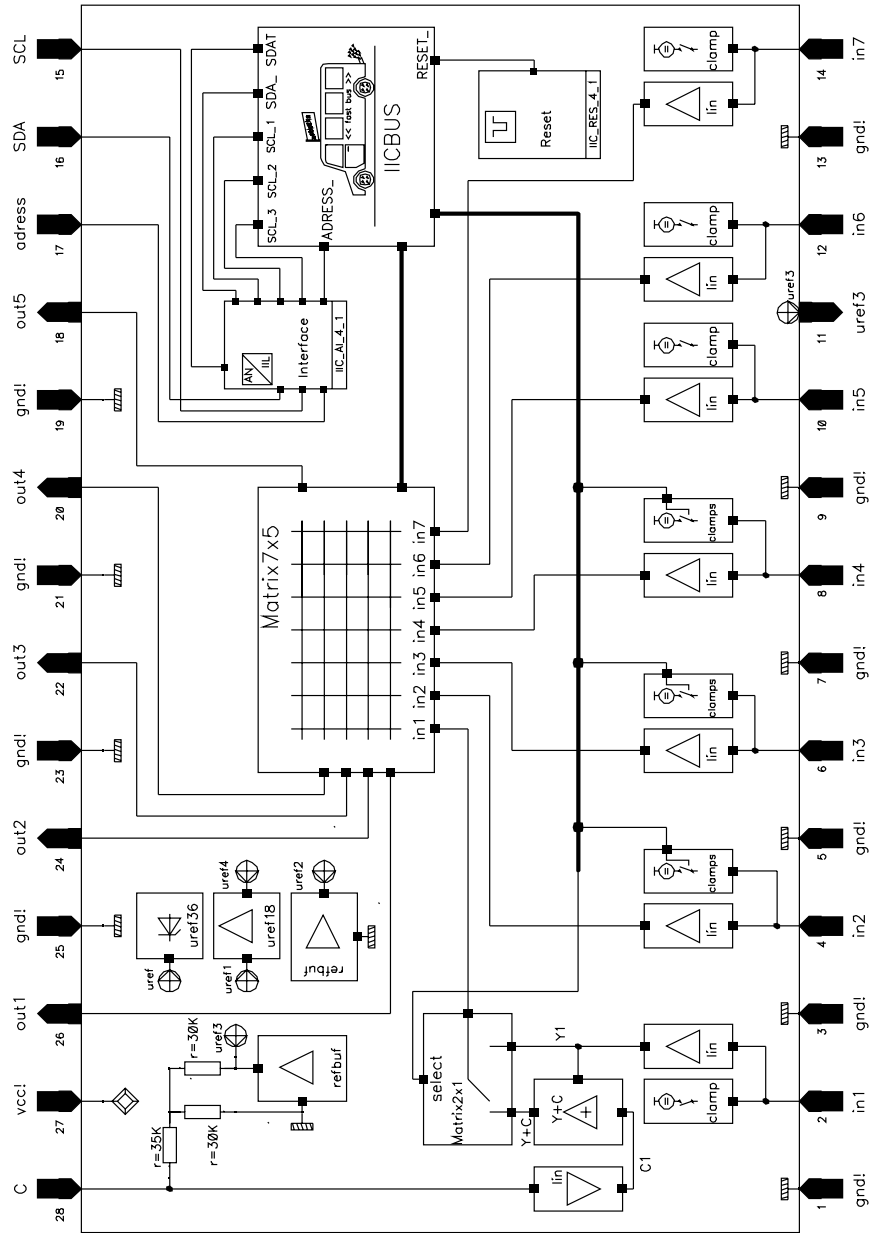 SCL
SDA
adress
out5
gnd!
out4
gnd!
out3
gnd!
out2
gnd!
out1
vcc!
C
15
16
17
18
19
20
21
22
23
24
25
26
27
28
SDAT
SDA_
SCL_1
SCL_2
SCL_3
ADRESS_
<< fast bus >>
IICBUS
RESET_
AN
IIL
Interface
IIC_AI_4_1
Reset
IIC_RES_4_1
Matrix7x5
in7
in6
in5
in4
in3
in2
in1
uref
uref36
uref4
uref1
uref18
uref2
refbuf
uref3
r=30K
r=30K
r=35K
refbuf
select
Matrix2x1
Y1
Y+C
Y+C
C1
lin
clamp
lin
clamp
lin
clamp
lin
clamps
lin
clamps
lin
clamps
lin
lin
clamp
uref3
14
13
12
11
10
9
8
7
6
5
4
3
2
1
in7
gnd!
in6
uref3
in5
gnd!
in4
gnd!
in3
gnd!
in2
gnd!
in1
gnd!